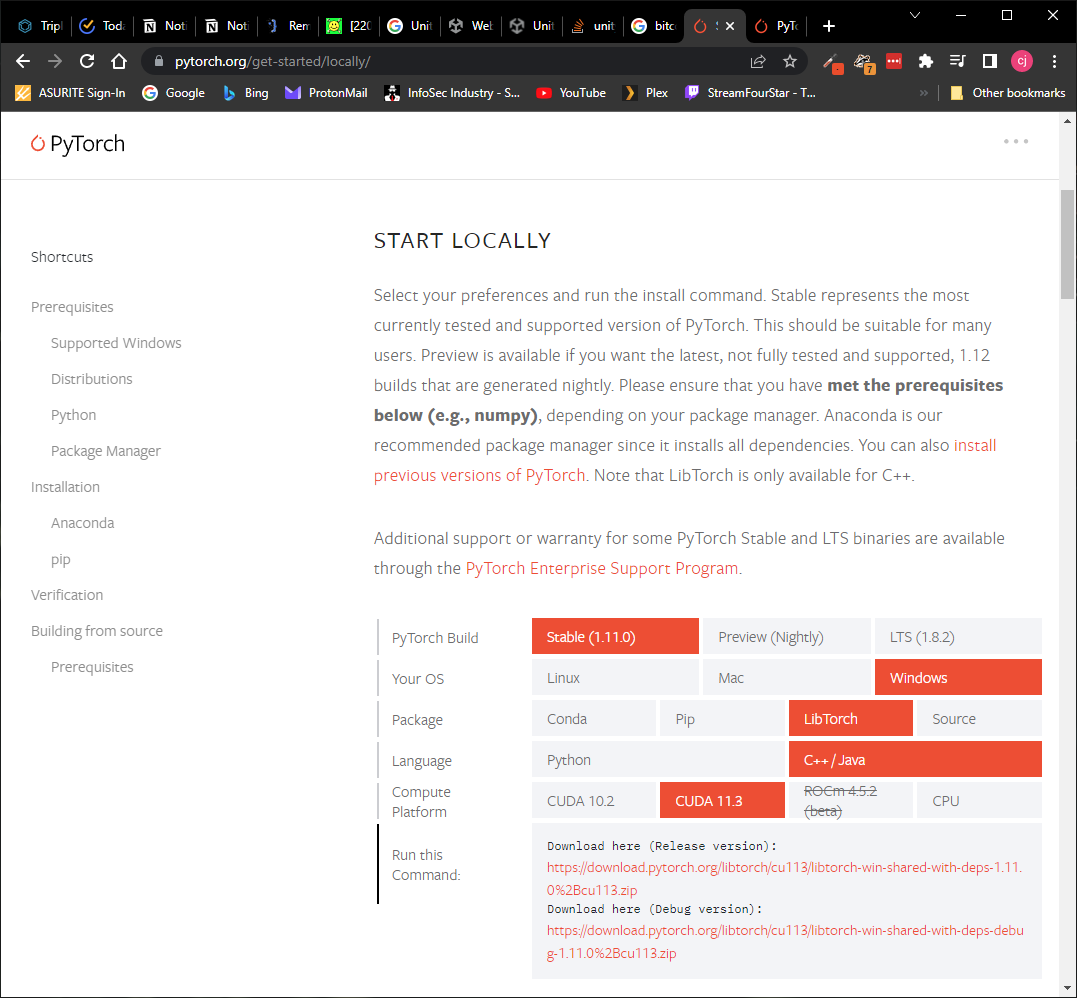 Tripl
Toda
Noti
Noti
Rem
[220
Unit
Web
Unit
unit
bitc
PyTo
pytorch.org/get-started/locally/
7
cj
ASURITE Sign-In
Google
Bing
ProtonMail
InfoSec Industry - S...
YouTube
Plex
StreamFourStar - T...
»
Other bookmarks
PyTorch
Shortcuts
Prerequisites
Supported Windows
Distributions
Python
Package Manager
Installation
Anaconda
pip
Verification
Building from source
Prerequisites
START LOCALLY
Select your preferences and run the install command. Stable represents the most
currently tested and supported version of PyTorch. This should be suitable for many
users. Preview is available if you want the latest, not fully tested and supported, 1.12
builds that are generated nightly. Please ensure that you have met the prerequisites
below (e.g., numpy), depending on your package manager. Anaconda is our
recommended package manager since it installs all dependencies. You can also install
previous versions of PyTorch. Note that LibTorch is only available for C++.
Additional support or warranty for some PyTorch Stable and LTS binaries are available
through the PyTorch Enterprise Support Program.
PyTorch Build
Stable (1.11.0)
Preview (Nightly)
LTS (1.8.2)
Your OS
Linux
Mac
Windows
Package
Conda
Pip
LibTorch
Source
Language
Python
C++ / Java
Compute
Platform
CUDA 10.2
CUDA 11.3
ROCm 4.5.2
(beta)
CPU
Run this
Command:
Download here (Release version):
https://download.pytorch.org/libtorch/cu113/libtorch-win-shared-with-deps-1.11.
0%2Bcu113.zip
Download here (Debug version):
https://download.pytorch.org/libtorch/cu113/libtorch-win-shared-with-deps-debu
g-1.11.0%2Bcu113.zip